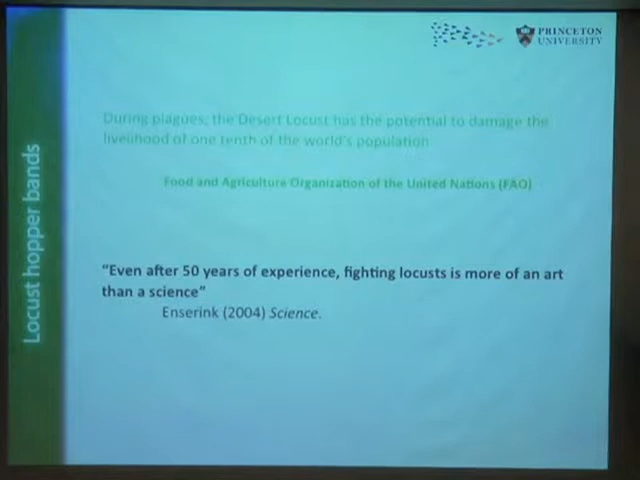 PRINCETON
UNIVERSITY
Locust hopper bands
During plagues, the Desert Locust has the potential to damage the
livelihood of one tenth of the world's population
Food and Agriculture Organization of the United Nations (FAO)
“Even after 50 years of experience, fighting locusts is more of an art
than a science”
Enserink (2004) Science.